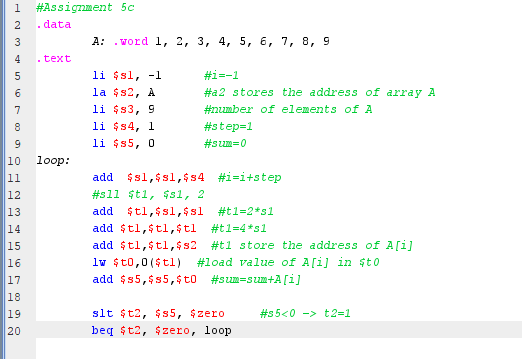 1 #Assignment 5c
2 .data
3 A: .word 1, 2, 3, 4, 5, 6, 7, 8, 9
4 .text
5 li $s1, -1 #i=-1
6 la $s2, A #a2 stores the address of array A
7 li $s3, 9 #number of elements of A
8 li $s4, 1 #step=1
9 li $s5, 0 #sum=0
10 loop:
11 add $s1,$s1,$s4 #i=i+step
12 #sll $t1, $s1, 2
13 add $t1,$s1,$s1 #t1=2*s1
14 add $t1,$t1,$t1 #t1=4*s1
15 add $t1,$t1,$s2 #t1 store the address of A[i]
16 lw $t0,0($t1) #load value of A[i] in $t0
17 add $s5,$s5,$t0 #sum=sum+A[i]
18
19 slt $t2, $s5, $zero #s5<0 -> t2=1
20 beq $t2, $zero, loop